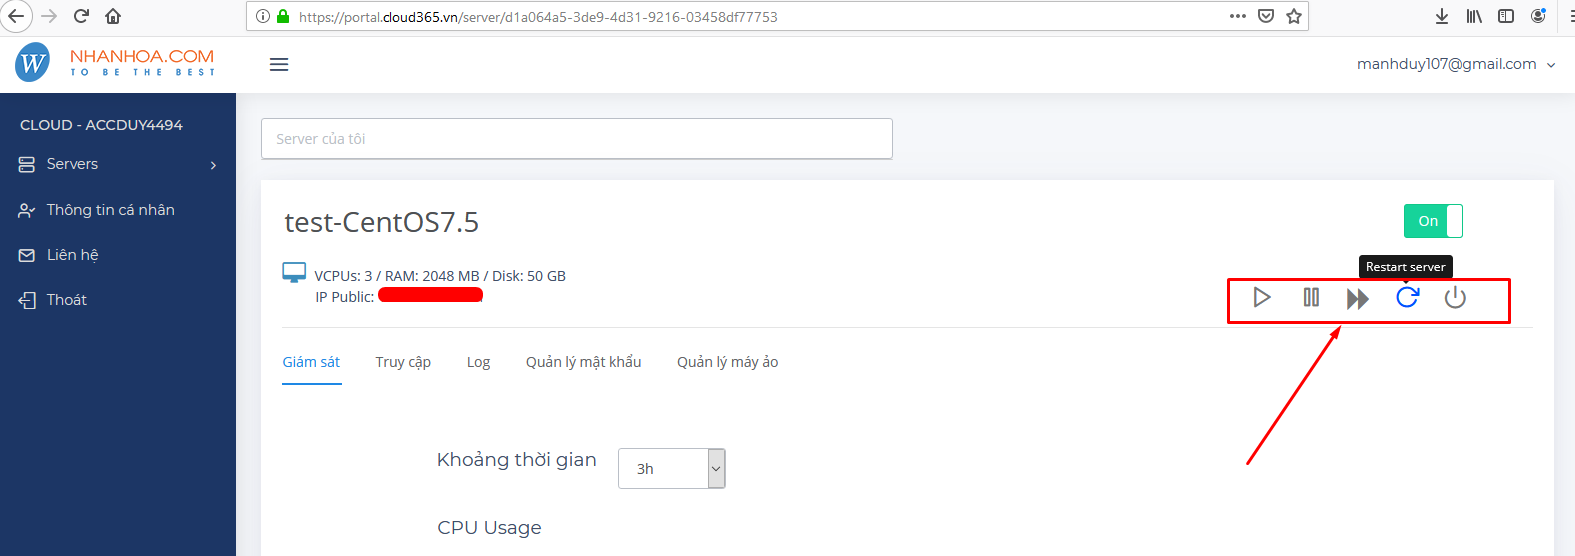 https://portal.cloud365.vn/server/d1a064a5-3de9-4d31-9216-03458df77753
W NHANHOA.COM
TO BE THE BEST
manhduy107@gmail.com
CLOUD - ACCDUY4494
Servers
Thông tin cá nhân
Liên hệ
Thoát
Server của tôi
test-CentOS7.5
On
VCPUs: 3 / RAM: 2048 MB / Disk: 50 GB
IP Public:
Restart server
Giám sát Truy cập Log Quản lý mật khẩu Quản lý máy ảo
Khoảng thời gian 3h
CPU Usage